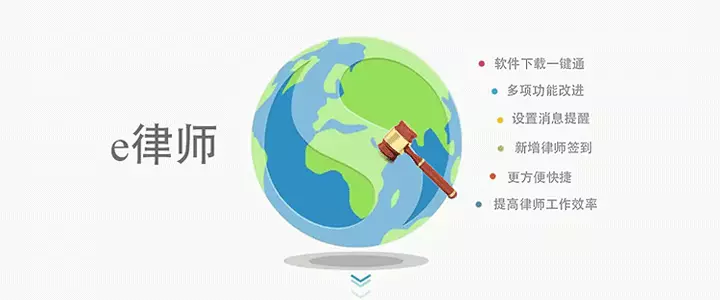 e律师
软件下载一键通
多项功能改进
设置消息提醒
新增律师签到
更方便快捷
提高律师工作效率